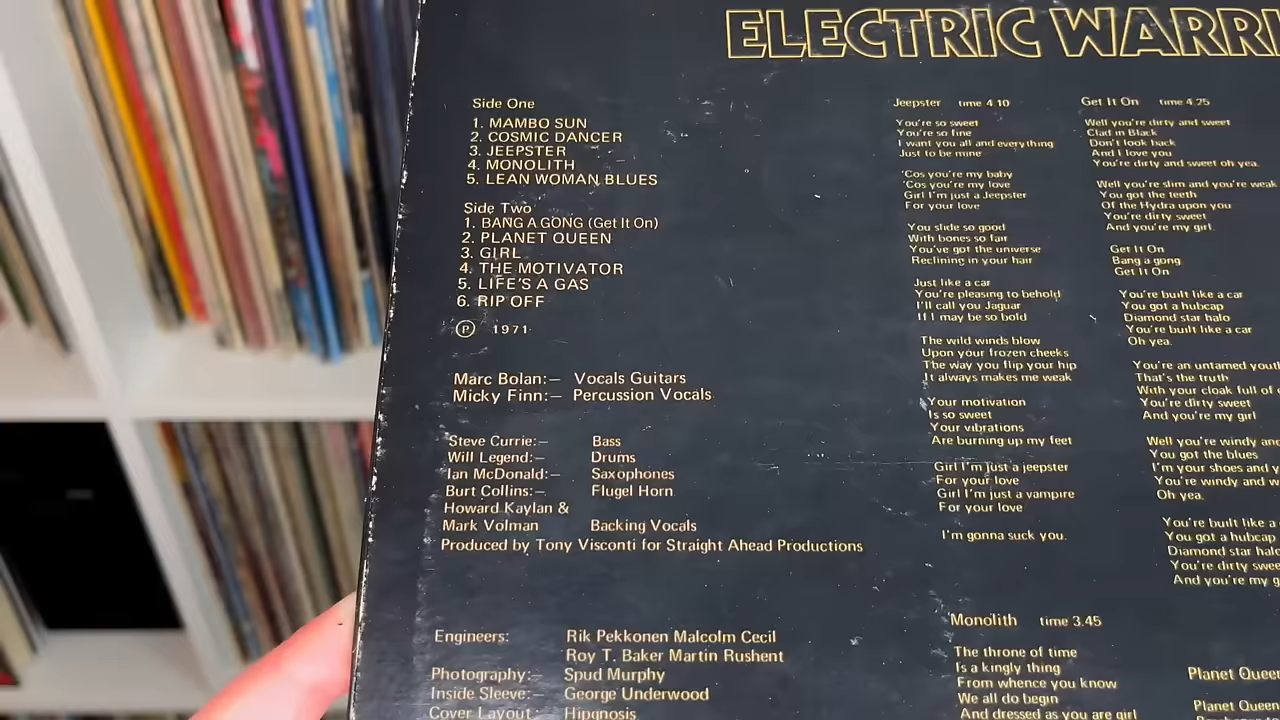 ELECTRIC WARRI
Side One
1. MAMBO SUN
2. COSMIC DANCER
3. JEEPSTER
4. MONOLITH
5. LEAN WOMAN BLUES
Side Two
1. BANG A GONG (Get It On)
2. PLANET QUEEN
3. GIRL
4. THE MOTIVATOR
5. LIFE'S A GAS
6. RIP OFF
Ⓟ 1971
Marc Bolan:— Vocals Guitars
Micky Finn:— Percussion Vocals
Steve Currie:— Bass
Will Legend:— Drums
Ian McDonald:— Saxophones
Burt Collins:— Flugel Horn
Howard Kaylan &
Mark Volman Backing Vocals
Produced by Tony Visconti for Straight Ahead Productions
Engineers: Rik Pekkonen Malcolm Cecil
Roy T. Baker Martin Rushent
Photography:— Spud Murphy
Inside Sleeve:— George Underwood
Cover Layout:— Hipgnosis
Jeepster time 4.10
You're so sweet
You're so fine
I want you all and everything
Just to be mine
'Cos you're my baby
'Cos you're my love
Girl I'm just a Jeepster
For your love
You slide so good
With bones so fair
You've got the universe
Reclining in your hair
Just like a car
You're pleasing to behold
I'll call you Jaguar
If I may be so bold
The wild winds blow
Upon your frozen cheeks
The way you flip your hip
It always makes me weak
Your motivation
Is so sweet
Your vibrations
Are burning up my feet
Girl I'm just a jeepster
For your love
Girl I'm just a vampire
For your love
I'm gonna suck you.
Monolith time 3.45
The throne of time
Is a kingly thing
From whence you know
We all do begin
And dressed as you are girl
Get It On time 4.25
Well you're dirty and sweet
Clad in Black
Don't look back
And I love you
You're dirty and sweet oh yea.
Well you're slim and you're weak
You got the teeth
Of the Hydra upon you
You're dirty sweet
And you're my girl.
Get It On
Bang a gong
Get It On
You're built like a car
You got a hubcap
Diamond star halo
You're built like a car
Oh yea.
You're an untamed yout
That's the truth
With your cloak full of
You're dirty sweet
And you're my girl
Well you're windy and
You got the blues
I'm your shoes and y
You're windy and w
Oh yea.
You're built like a
You got a hubcap
Diamond star halo
You're dirty swee
And you're my g
Planet Queen
Planet Queen